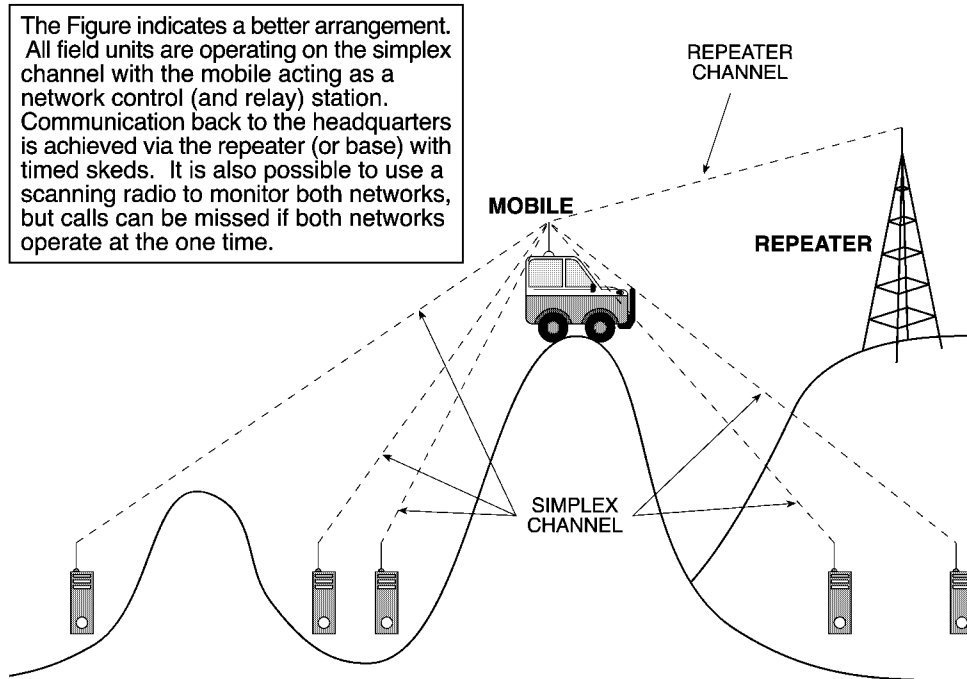 The Figure indicates a better arrangement.
All field units are operating on the simplex
channel with the mobile acting as a
network control (and relay) station.
Communication back to the headquarters
is achieved via the repeater (or base) with
timed skeds. It is also possible to use a
scanning radio to monitor both networks,
but calls can be missed if both networks
operate at the one time.
REPEATER
CHANNEL
MOBILE
REPEATER
SIMPLEX
CHANNEL